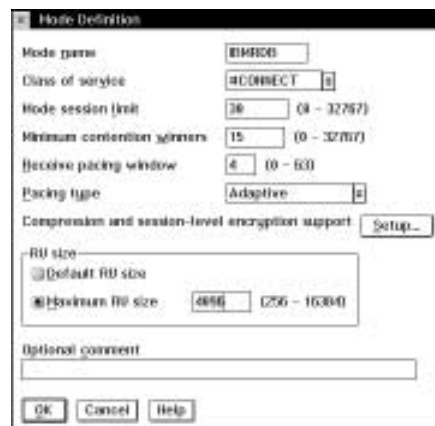 Mode Definition
Mode name IBMRDB
Class of service #CONNECT
Mode session limit 30 (0 - 32767)
Minimum contention winners 15 (0 - 32767)
Receive pacing window 4 (0 - 63)
Pacing type Adaptive
Compression and session-level encryption support Setup...
RU size
Default RU size
Maximum RU size 4096 (256 - 16384)
Optional comment
OK Cancel Help